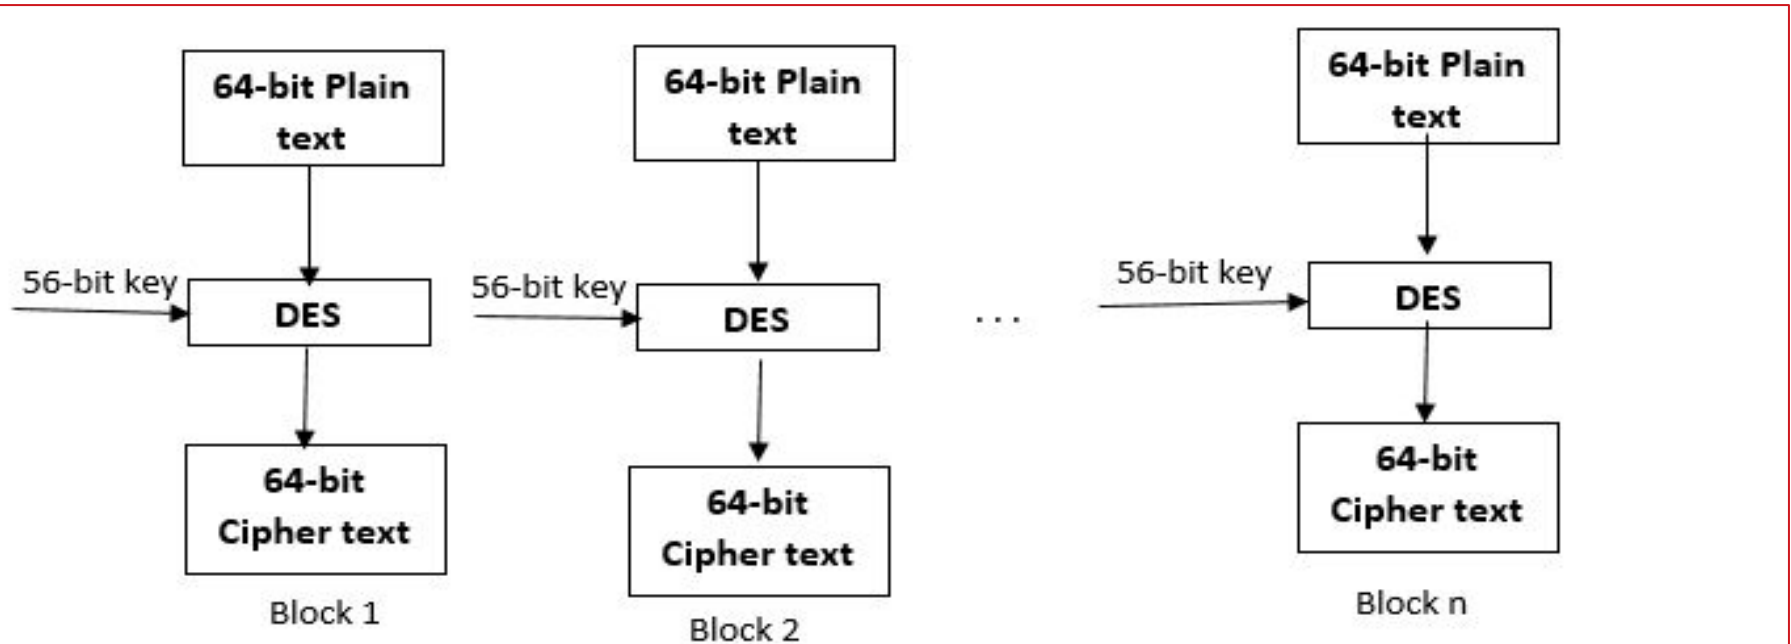 64-bit Plain
text
56-bit key
DES
64-bit
Cipher text
Block 1
64-bit Plain
text
56-bit key
DES
64-bit
Cipher text
Block 2
. . .
64-bit Plain
text
56-bit key
DES
64-bit
Cipher text
Block n